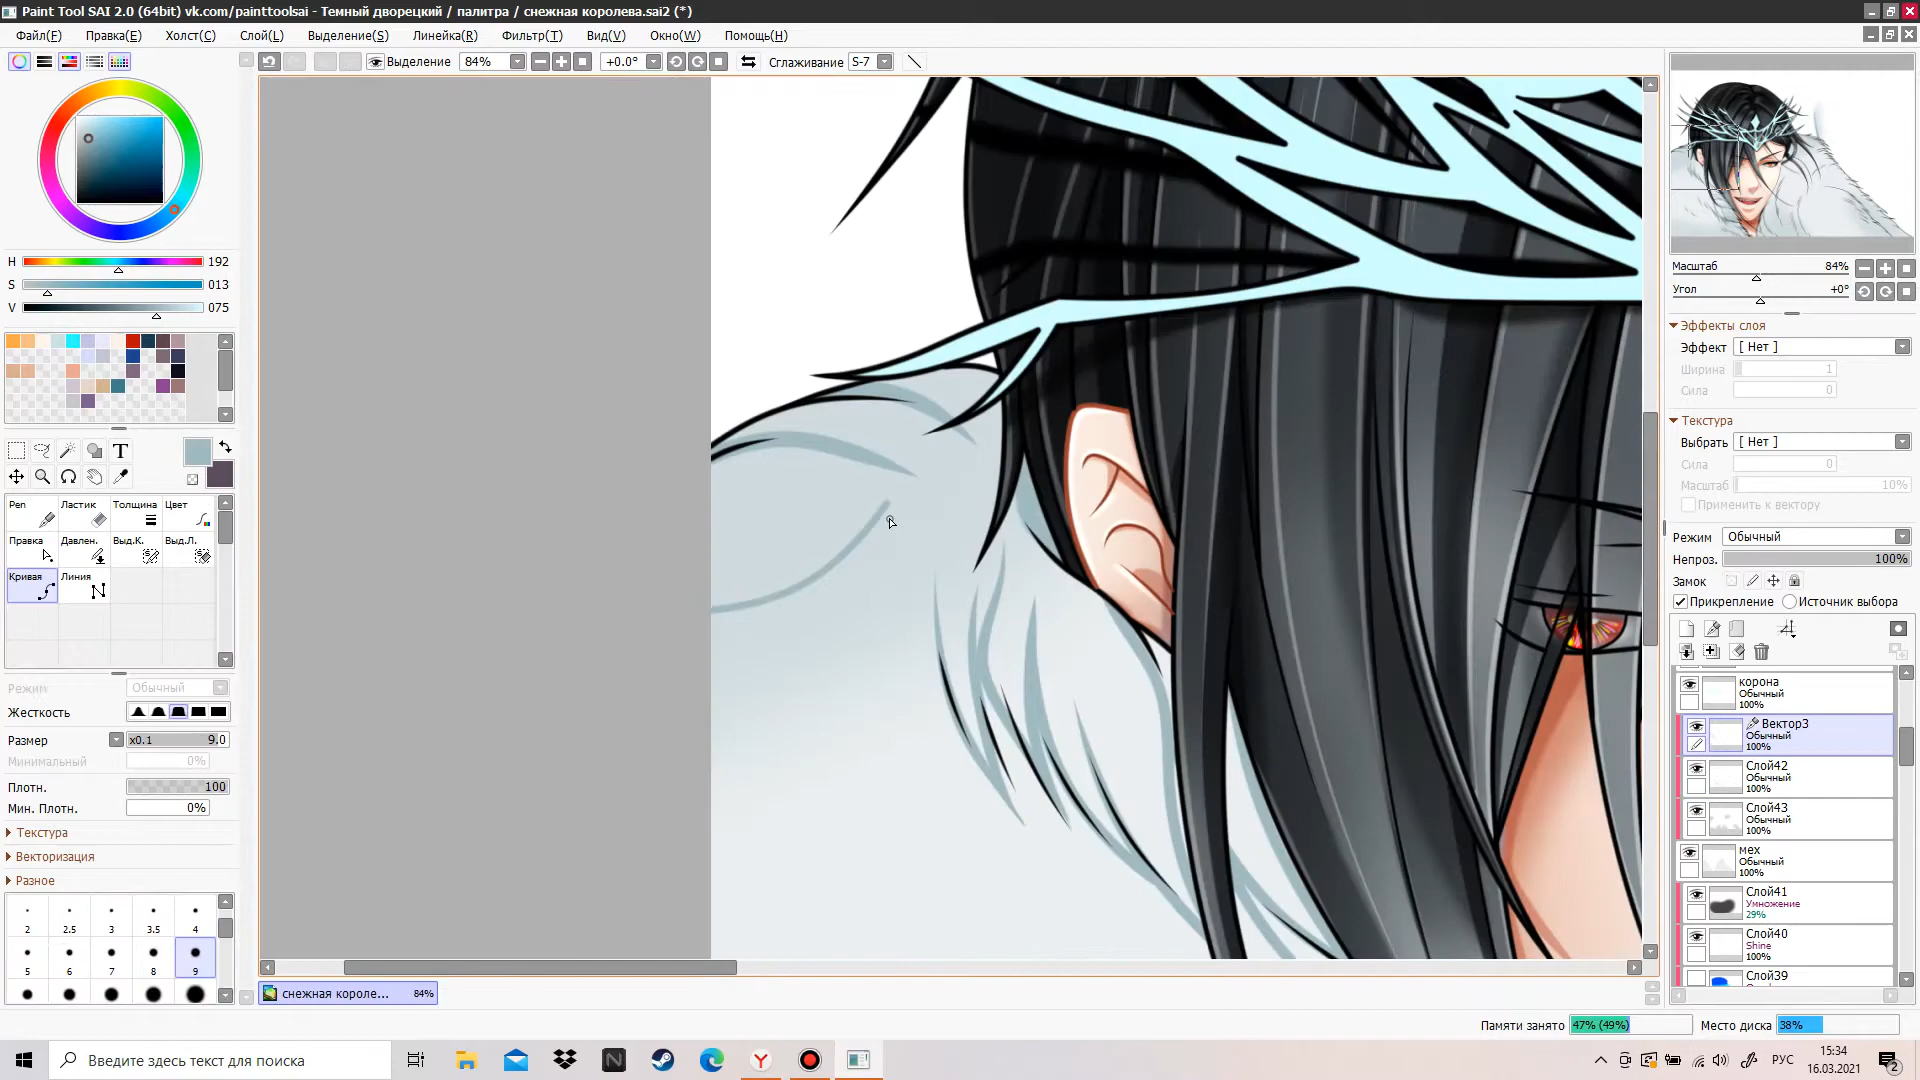 Paint Tool SAI 2.0 (64bit) vk.com/painttoolsai - Темный дворецкий / палитра / снежная королева.sai2 (*)
Файл(F) Правка(E) Холст(C) Слой(L) Выделение(S) Линейка(R) Фильтр(T) Вид(V) Окно(W) Помощь(H)
Выделение 84% +0.0° Сглаживание S-7
H 192
S 013
V 075
T
Pen Ластик Толщина Цвет
Правка Давлен. Выд.К. Выд.Л.
Кривая Линия
Режим Обычный
Жесткость
Размер x0.1 9.0
Минимальный 0%
Плотн. 100
Мин. Плотн. 0%
Текстура
Векторизация
Разное
2 2.5 3 3.5 4
5 6 7 8 9
Масштаб 84%
Угол +0°
Эффекты слоя
Эффект [ Нет ]
Ширина 1
Сила 0
Текстура
Выбрать [ Нет ]
Сила 0
Масштаб 10%
Применить к вектору
Режим Обычный
Непроз. 100%
Замок
Прикрепление Источник выбора
корона
Обычный
100%
Вектор3
Обычный
100%
Слой42
Обычный
100%
Слой43
Обычный
100%
мех
Обычный
100%
Слой41
Умножение
29%
Слой40
Shine
100%
Слой39
снежная короле... 84%
Памяти занято 47% (49%) Место диска 38%
Введите здесь текст для поиска
РУС
15:34
16.03.2021
2